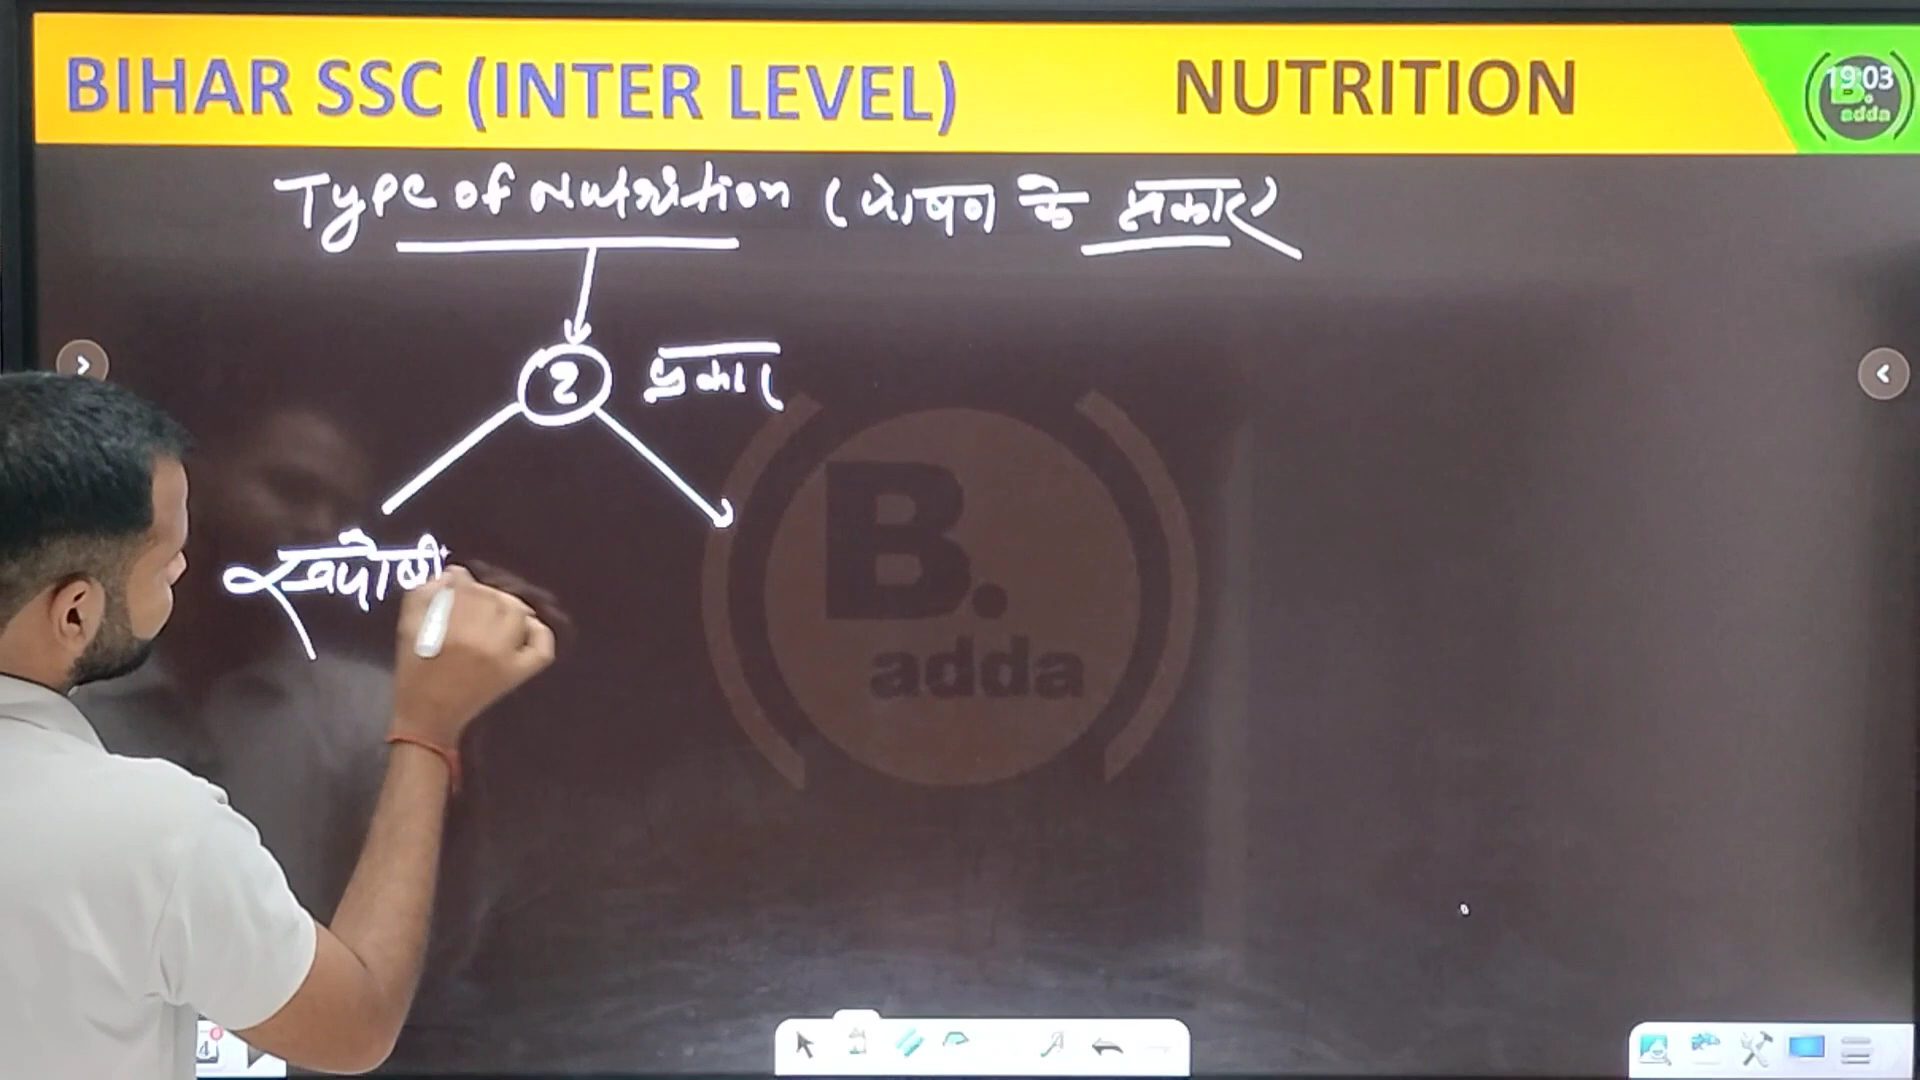 BIHAR SSC (INTER LEVEL) NUTRITION
19:03
B.
adda
Type of Nutrition (पोषण के प्रकार)
2 प्रकार
स्वपोषी
B.
adda